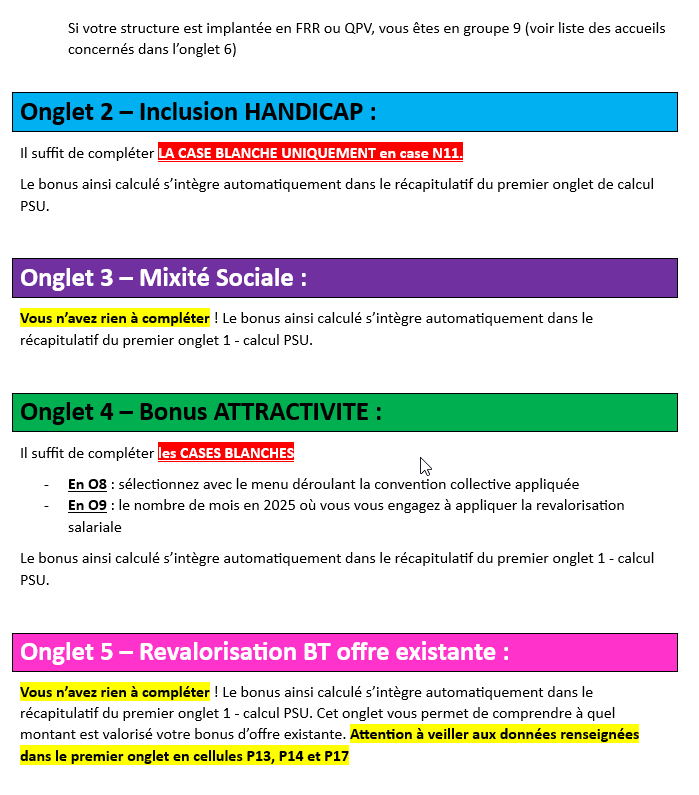 Si votre structure est implantée en FRR ou QPV, vous êtes en groupe 9 (voir liste des accueils
concernés dans l'onglet 6)
Onglet 2 – Inclusion HANDICAP :
Il suffit de compléter LA CASE BLANCHE UNIQUEMENT en case N11.
Le bonus ainsi calculé s'intègre automatiquement dans le récapitulatif du premier onglet de calcul
PSU.
Onglet 3 – Mixité Sociale :
Vous n'avez rien à compléter ! Le bonus ainsi calculé s'intègre automatiquement dans le
récapitulatif du premier onglet 1 - calcul PSU.
Onglet 4 – Bonus ATTRACTIVITE :
Il suffit de compléter les CASES BLANCHES
- En O8 : sélectionnez avec le menu déroulant la convention collective appliquée
- En O9 : le nombre de mois en 2025 où vous vous engagez à appliquer la revalorisation
salariale
Le bonus ainsi calculé s'intègre automatiquement dans le récapitulatif du premier onglet 1 - calcul
PSU.
Onglet 5 – Revalorisation BT offre existante :
Vous n'avez rien à compléter ! Le bonus ainsi calculé s'intègre automatiquement dans le
récapitulatif du premier onglet 1 - calcul PSU. Cet onglet vous permet de comprendre à quel
montant est valorisé votre bonus d'offre existante. Attention à veiller aux données renseignées
dans le premier onglet en cellules P13, P14 et P17